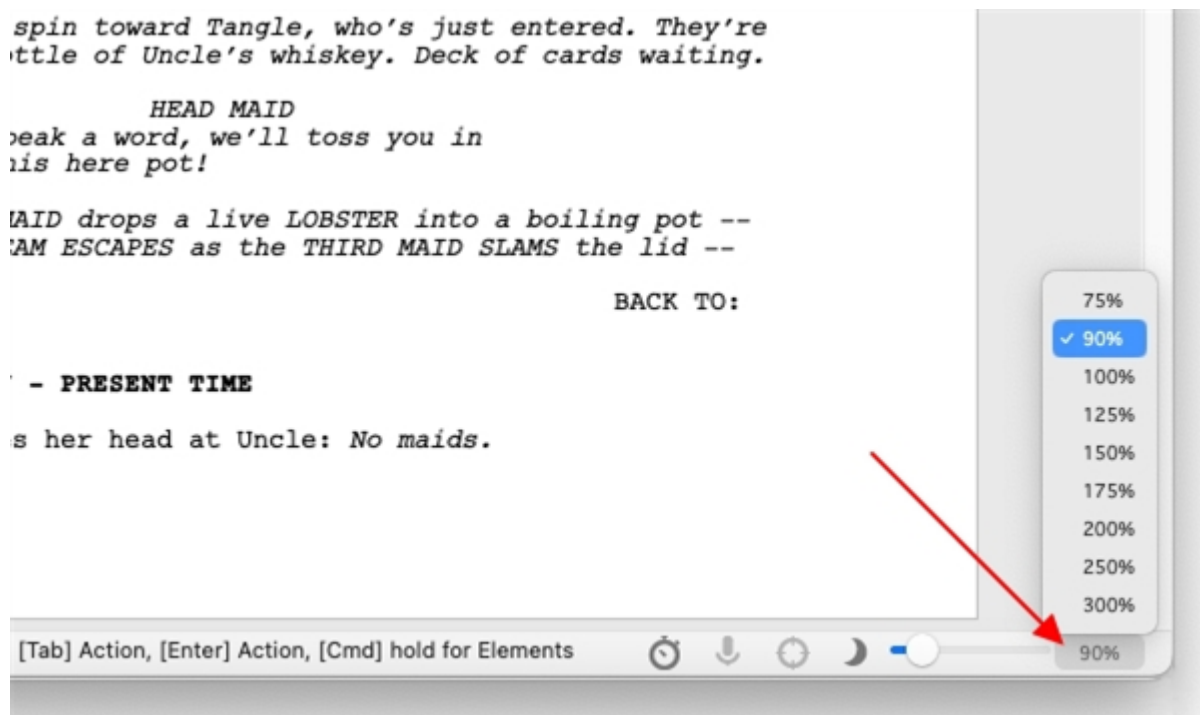 spin toward Tangle, who's just entered. They're
ttle of Uncle's whiskey. Deck of cards waiting.
HEAD MAID
peak a word, we'll toss you in
his here pot!
MAID drops a live LOBSTER into a boiling pot --
AM ESCAPES as the THIRD MAID SLAMS the lid --
BACK TO:
- PRESENT TIME
s her head at Uncle: No maids.
75%
✓ 90%
100%
125%
150%
175%
200%
250%
300%
[Tab] Action, [Enter] Action, [Cmd] hold for Elements
90%